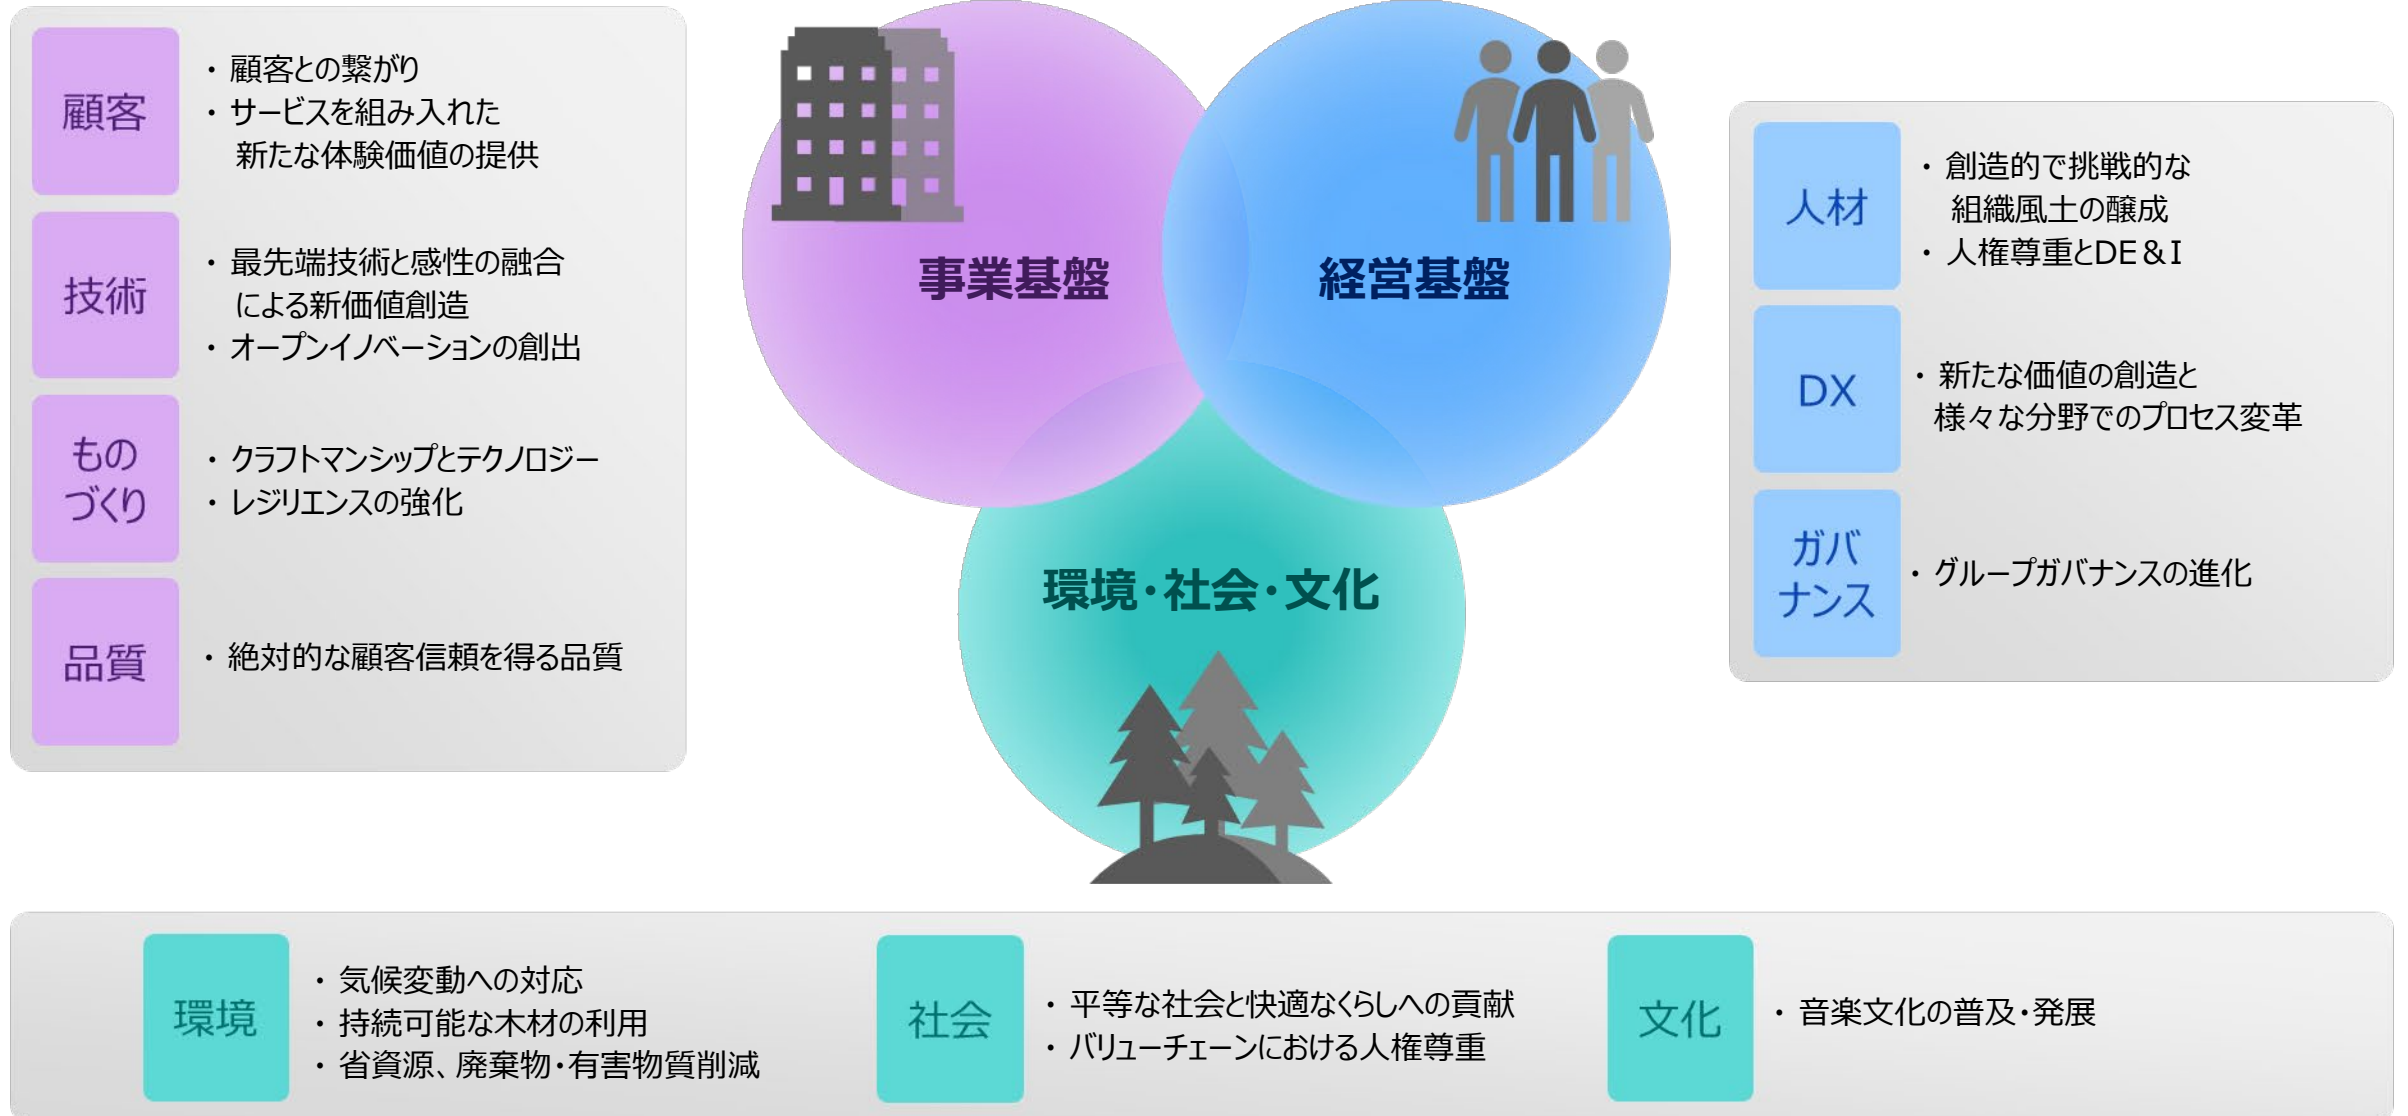 顧客
・ 顧客との繋がり
・ サービスを組み入れた
新たな体験価値の提供
技術
・ 最先端技術と感性の融合
による新価値創造
・ オープンイノベーションの創出
もの
づくり
・ クラフトマンシップとテクノロジー
・ レジリエンスの強化
品質
・ 絶対的な顧客信頼を得る品質
事業基盤
経営基盤
環境・社会・文化
人材
・ 創造的で挑戦的な
組織風土の醸成
・ 人権尊重とDE＆I
DX
・ 新たな価値の創造と
様々な分野でのプロセス変革
ガバ
ナンス
・ グループガバナンスの進化
環境
・ 気候変動への対応
・ 持続可能な木材の利用
・ 省資源、廃棄物・有害物質削減
社会
・ 平等な社会と快適なくらしへの貢献
・ バリューチェーンにおける人権尊重
文化
・ 音楽文化の普及・発展